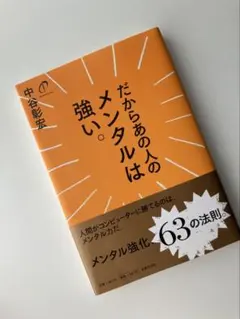 だからあの人の
メンタルは
強い。
中谷彰宏
人間がコンピューターに勝てるのは、
メンタル力だ。
メンタル強化
63の法則